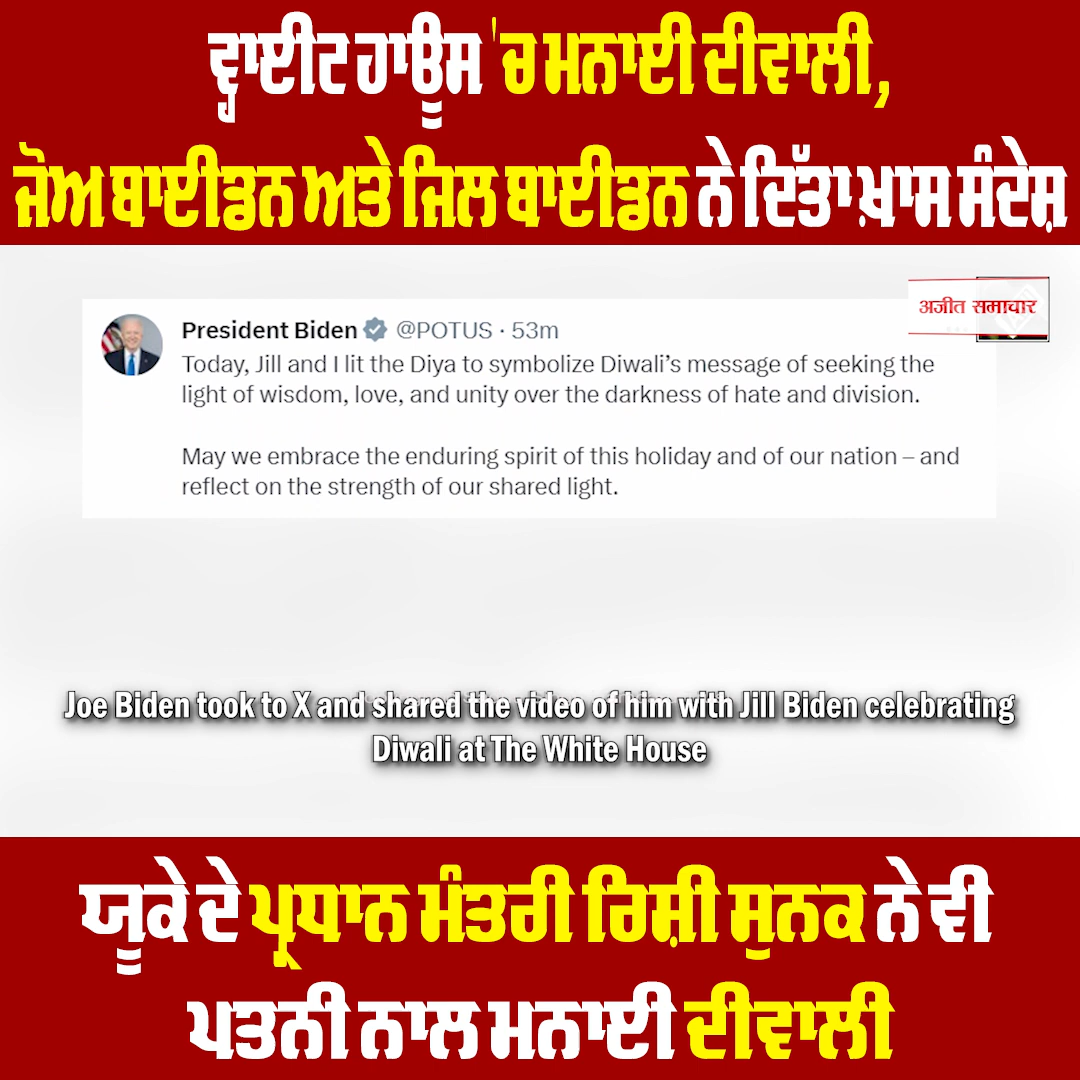 ਵ੍ਹਾਈਟ ਹਾਊਸ 'ਚ ਮਨਾਈ ਦੀਵਾਲੀ,
ਜੋਅ ਬਾਈਡਨ ਅਤੇ ਜਿਲ ਬਾਈਡਨ ਨੇ ਦਿੱਤਾ ਖ਼ਾਸ ਸੰਦੇਸ਼
अजीत समाचार
President Biden @POTUS · 53m
Today, Jill and I lit the Diya to symbolize Diwali’s message of seeking the
light of wisdom, love, and unity over the darkness of hate and division.
May we embrace the enduring spirit of this holiday and of our nation – and
reflect on the strength of our shared light.
Joe Biden took to X and shared the video of him with Jill Biden celebrating
Diwali at The White House
ਯੂਕੇ ਦੇ ਪ੍ਰਧਾਨ ਮੰਤਰੀ ਰਿਸ਼ੀ ਸੁਨਕ ਨੇ ਵੀ
ਪਤਨੀ ਨਾਲ ਮਨਾਈ ਦੀਵਾਲੀ